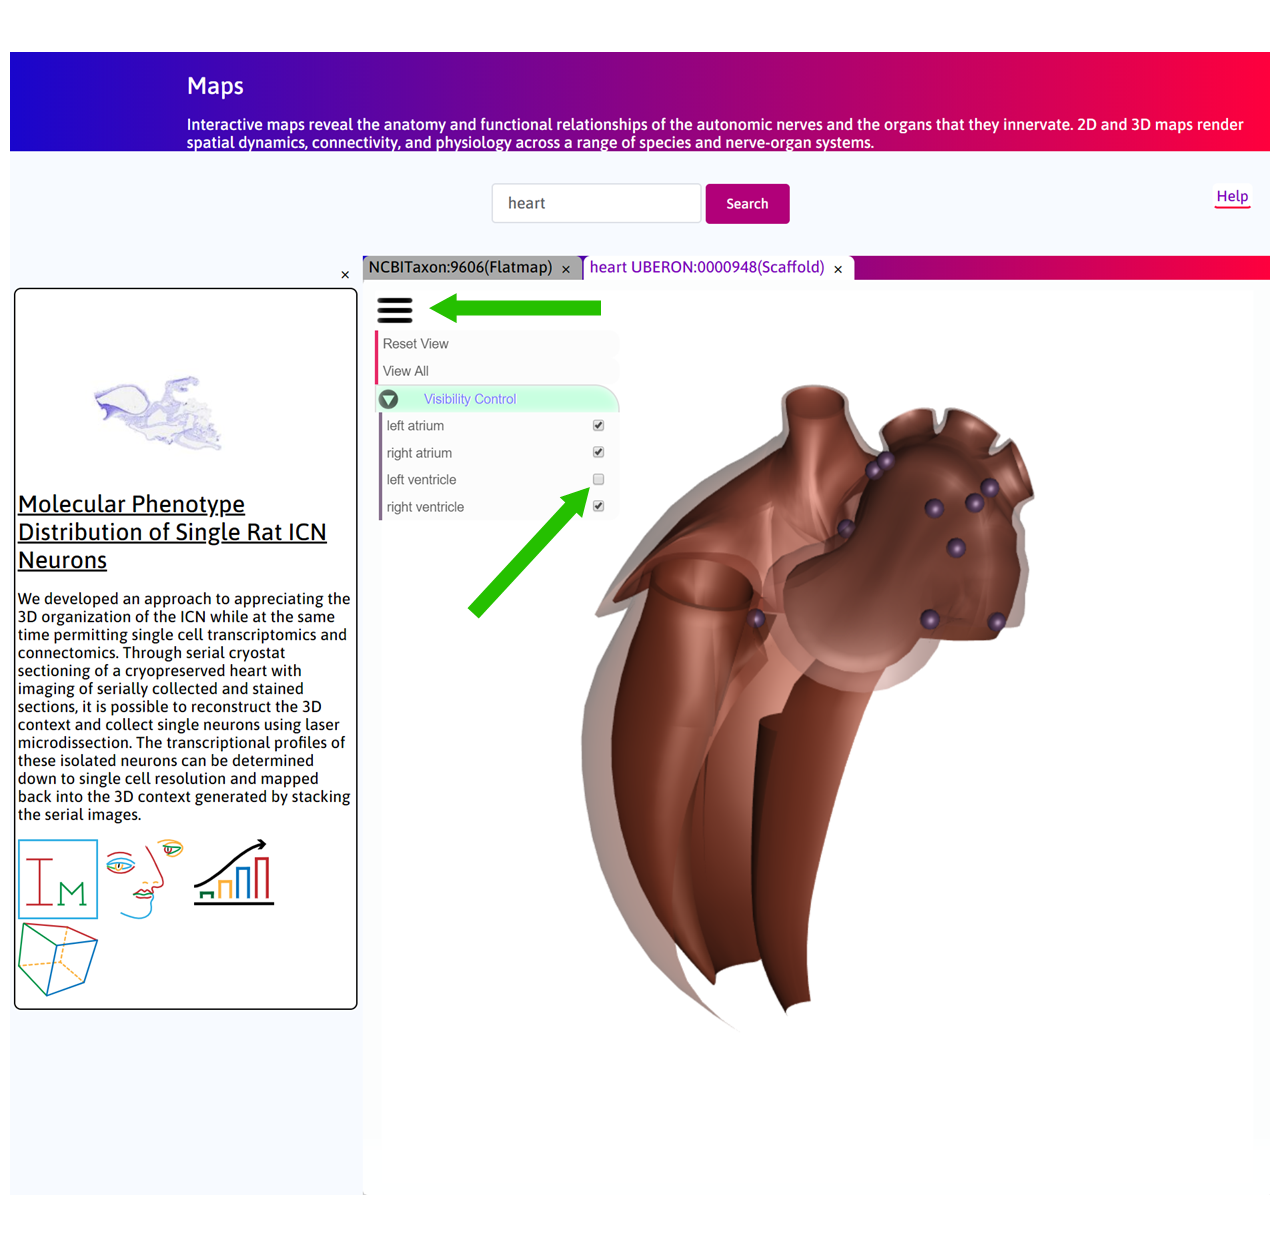 Maps
Interactive maps reveal the anatomy and functional relationships of the autonomic nerves and the organs that they innervate. 2D and 3D maps render
spatial dynamics, connectivity, and physiology across a range of species and nerve-organ systems.
heart
Search
Help
×
NCBITaxon:9606(Flatmap) ×
heart UBERON:0000948(Scaffold) ×
Reset View
View All
Visibility Control
left atrium
right atrium
left ventricle
right ventricle
Molecular Phenotype
Distribution of Single Rat ICN
Neurons
We developed an approach to appreciating the
3D organization of the ICN while at the same
time permitting single cell transcriptomics and
connectomics. Through serial cryostat
sectioning of a cryopreserved heart with
imaging of serially collected and stained
sections, it is possible to reconstruct the 3D
context and collect single neurons using laser
microdissection. The transcriptional profiles of
these isolated neurons can be determined
down to single cell resolution and mapped
back into the 3D context generated by stacking
the serial images.
IM